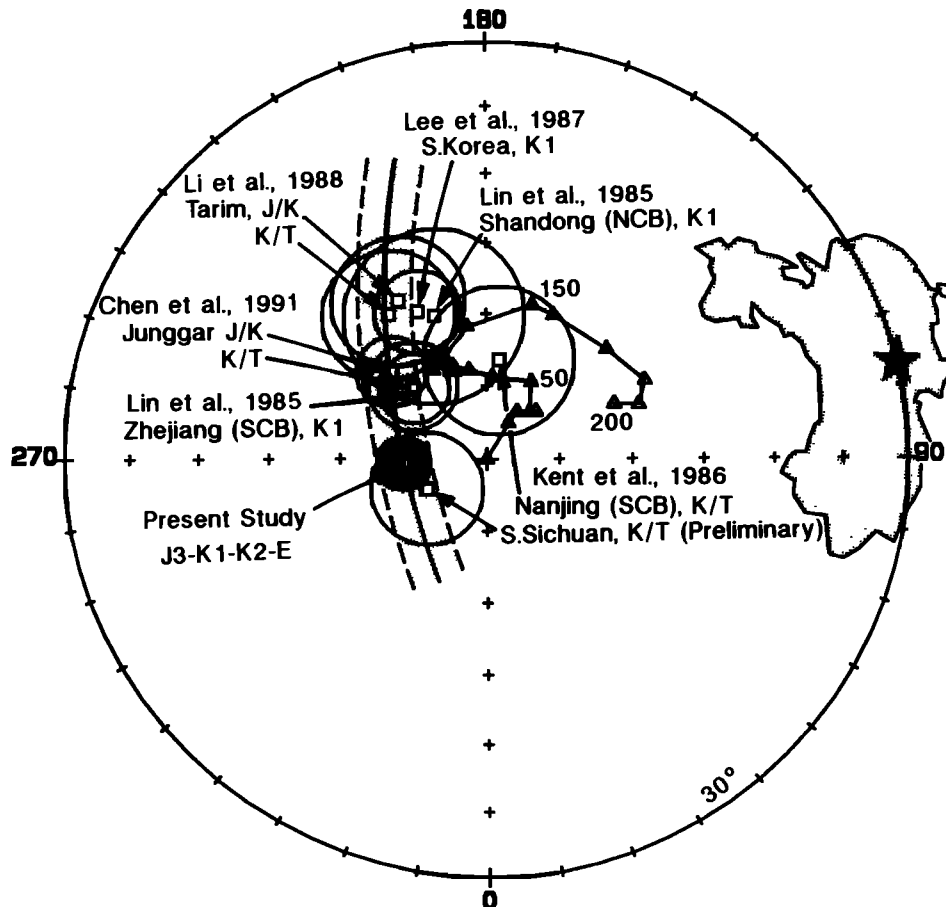 180
Lee et al., 1987
S.Korea, K1
Li et al., 1988
Tarim, J/K
K/T
Lin et al., 1985
Shandong (NCB), K1
150
Chen et al., 1991
Junggar J/K
K/T
50
200
Lin et al., 1985
Zhejiang (SCB), K1
270
90
Kent et al., 1986
Nanjing (SCB), K/T
S.Sichuan, K/T (Preliminary)
Present Study
J3-K1-K2-E
30°
0